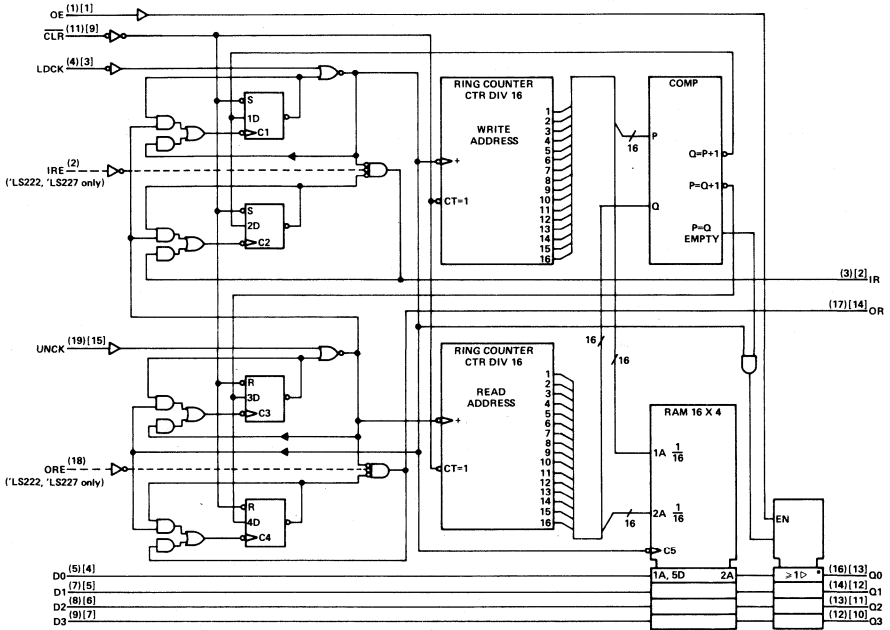 OE (1)[1]
CLR (11)[9]
LDCK (4)[3]
S
1D
C1
IRE (2)
('LS222, 'LS227 only)
S
2D
C2
RING COUNTER
CTR DIV 16
WRITE
ADDRESS
+
CT=1
1
2
3
4
5
6
7
8
9
10
11
12
13
14
15
16
16
COMP
P
Q=P+1
P=Q+1
Q
P=Q
EMPTY
(3)[2] IR
(17)[14] OR
UNCK (19)[15]
R
3D
C3
ORE (18)
('LS222, 'LS227 only)
R
4D
C4
RING COUNTER
CTR DIV 16
READ
ADDRESS
+
CT=1
1
2
3
4
5
6
7
8
9
10
11
12
13
14
15
16
16
16
16
RAM 16 X 4
1A 1/16
2A 1/16
C5
EN
D0 (5)[4]
1A, 5D 2A
≥1▷
(16)[13] Q0
D1 (7)[5]
(14)[12] Q1
D2 (8)[6]
(13)[11] Q2
D3 (9)[7]
(12)[10] Q3